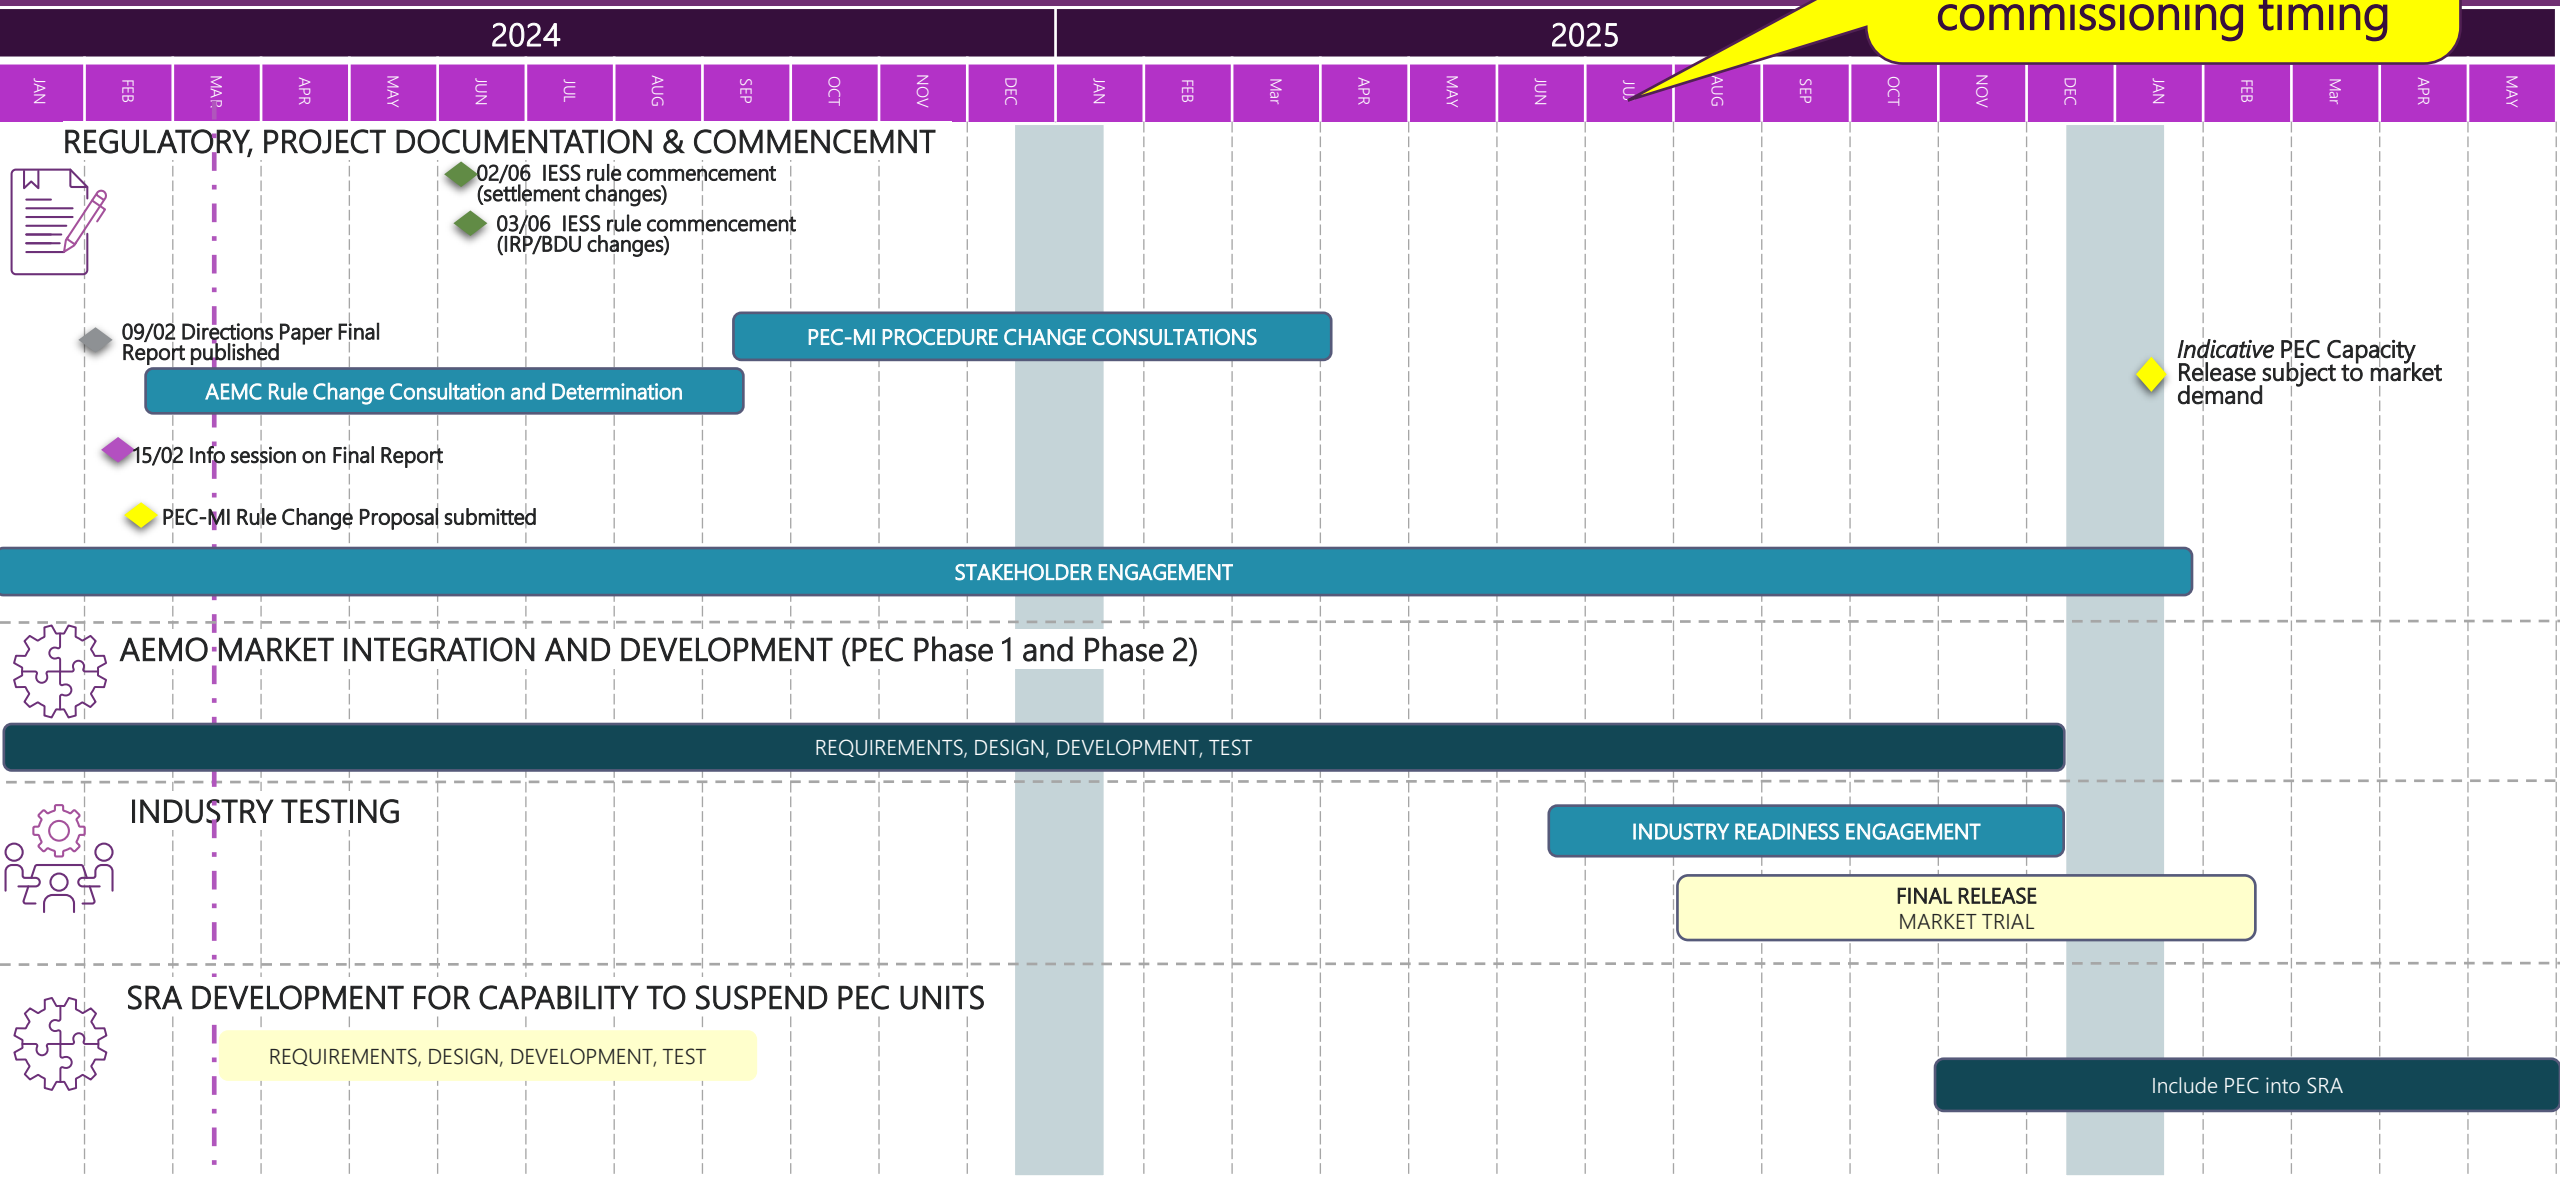 commissioning timing
2024
2025
JAN
FEB
MAR
APR
MAY
JUN
JUL
AUG
SEP
OCT
NOV
DEC
JAN
FEB
Mar
APR
MAY
JUN
AUG
SEP
OCT
NOV
DEC
JAN
FEB
Mar
APR
MAY
REGULATORY, PROJECT DOCUMENTATION & COMMENCEMNT
02/06 IESS rule commencement
(settlement changes)
03/06 IESS rule commencement
(IRP/BDU changes)
09/02 Directions Paper Final
Report published
PEC-MI PROCEDURE CHANGE CONSULTATIONS
Indicative PEC Capacity
Release subject to market
demand
AEMC Rule Change Consultation and Determination
15/02 Info session on Final Report
PEC-MI Rule Change Proposal submitted
STAKEHOLDER ENGAGEMENT
AEMO MARKET INTEGRATION AND DEVELOPMENT (PEC Phase 1 and Phase 2)
REQUIREMENTS, DESIGN, DEVELOPMENT, TEST
INDUSTRY TESTING
INDUSTRY READINESS ENGAGEMENT
FINAL RELEASE
MARKET TRIAL
SRA DEVELOPMENT FOR CAPABILITY TO SUSPEND PEC UNITS
REQUIREMENTS, DESIGN, DEVELOPMENT, TEST
Include PEC into SRA